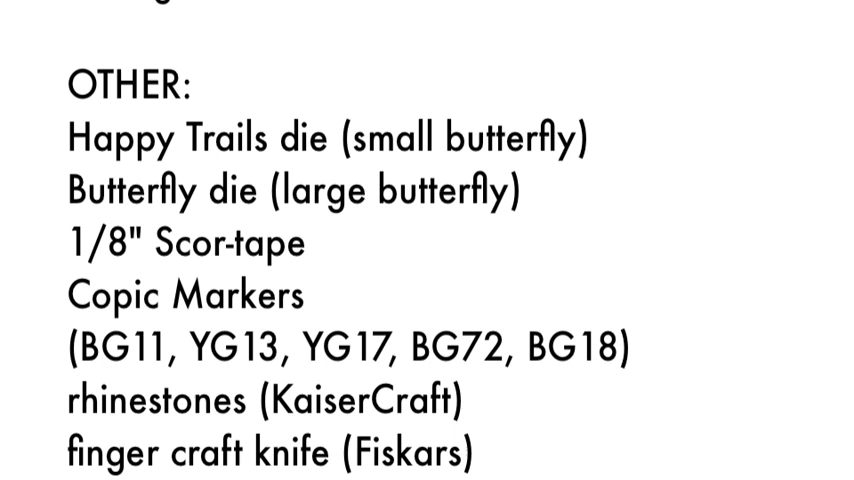 OTHER:
Happy Trails die (small butterfly)
Butterfly die (large butterfly)
1/8" Scor-tape
Copic Markers
(BG11, YG13, YG17, BG72, BG18)
rhinestones (KaiserCraft)
finger craft knife (Fiskars)